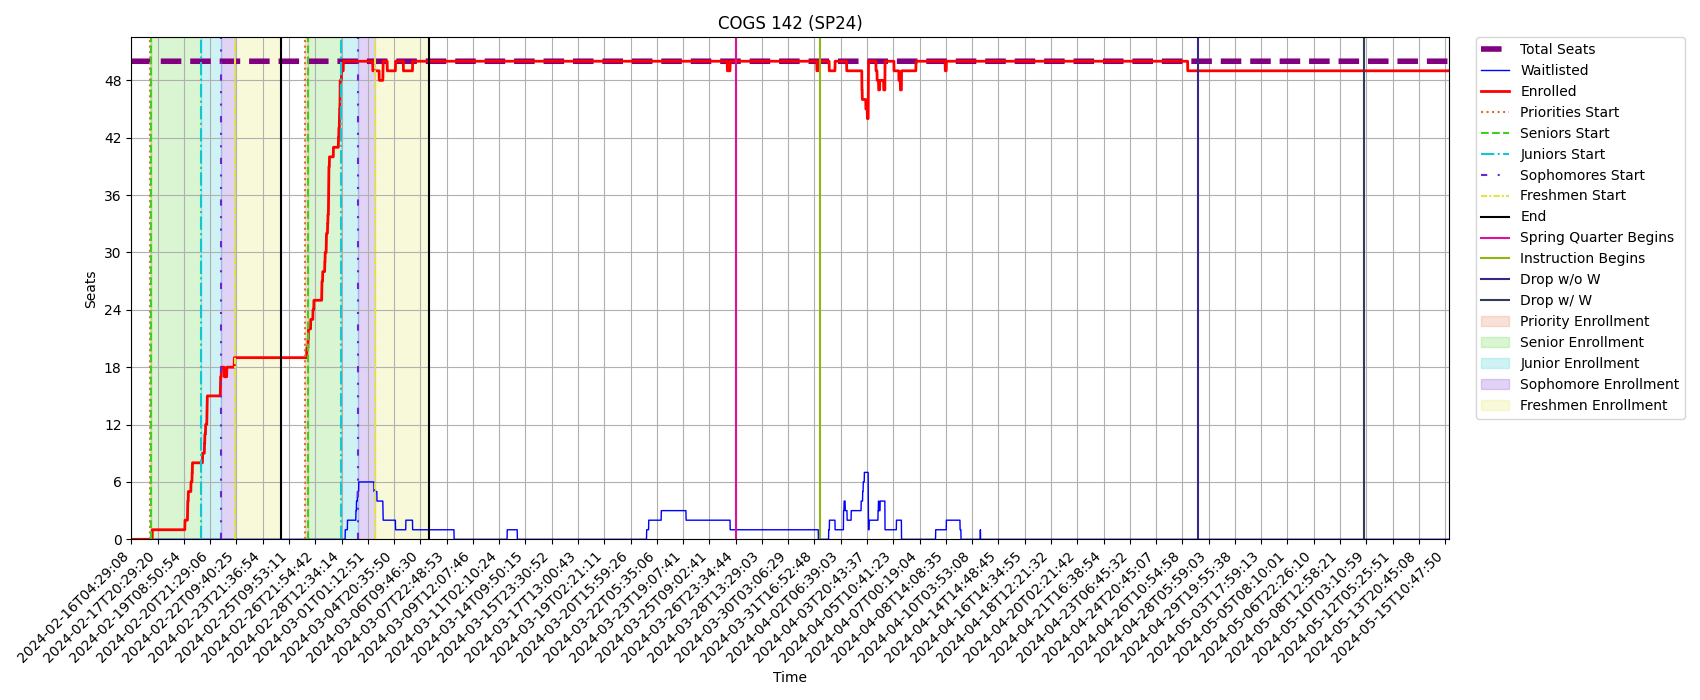 COGS 142 (SP24)
Seats
48
42
36
30
24
18
12
6
0
2024-02-16T04:29:08
2024-02-17T20:29:20
2024-02-19T08:50:54
2024-02-20T21:29:06
2024-02-22T09:40:25
2024-02-23T21:36:54
2024-02-25T09:53:11
2024-02-26T21:54:42
2024-02-28T12:34:14
2024-03-01T01:12:51
2024-03-04T20:35:50
2024-03-06T09:46:30
2024-03-07T22:48:53
2024-03-09T12:07:46
2024-03-11T02:10:24
2024-03-14T09:50:15
2024-03-15T23:30:52
2024-03-17T13:00:43
2024-03-19T02:21:11
2024-03-20T15:59:26
2024-03-22T05:35:06
2024-03-23T19:07:41
2024-03-25T09:02:41
2024-03-26T23:34:44
2024-03-28T13:29:03
2024-03-30T03:06:29
2024-03-31T16:52:48
2024-04-02T06:39:03
2024-04-03T20:43:37
2024-04-05T10:41:23
2024-04-07T00:19:04
2024-04-08T14:08:35
2024-04-10T03:53:08
2024-04-14T14:48:45
2024-04-16T14:34:55
2024-04-18T12:21:32
2024-04-20T02:21:42
2024-04-21T16:38:54
2024-04-23T06:45:32
2024-04-24T20:45:07
2024-04-26T10:54:58
2024-04-28T05:59:03
2024-04-29T19:55:38
2024-05-03T17:59:13
2024-05-05T08:10:01
2024-05-06T22:26:10
2024-05-08T12:58:21
2024-05-10T03:10:59
2024-05-12T05:25:51
2024-05-13T20:45:08
2024-05-15T10:47:50
Time
Total Seats
Waitlisted
Enrolled
Priorities Start
Seniors Start
Juniors Start
Sophomores Start
Freshmen Start
End
Spring Quarter Begins
Instruction Begins
Drop w/o W
Drop w/ W
Priority Enrollment
Senior Enrollment
Junior Enrollment
Sophomore Enrollment
Freshmen Enrollment